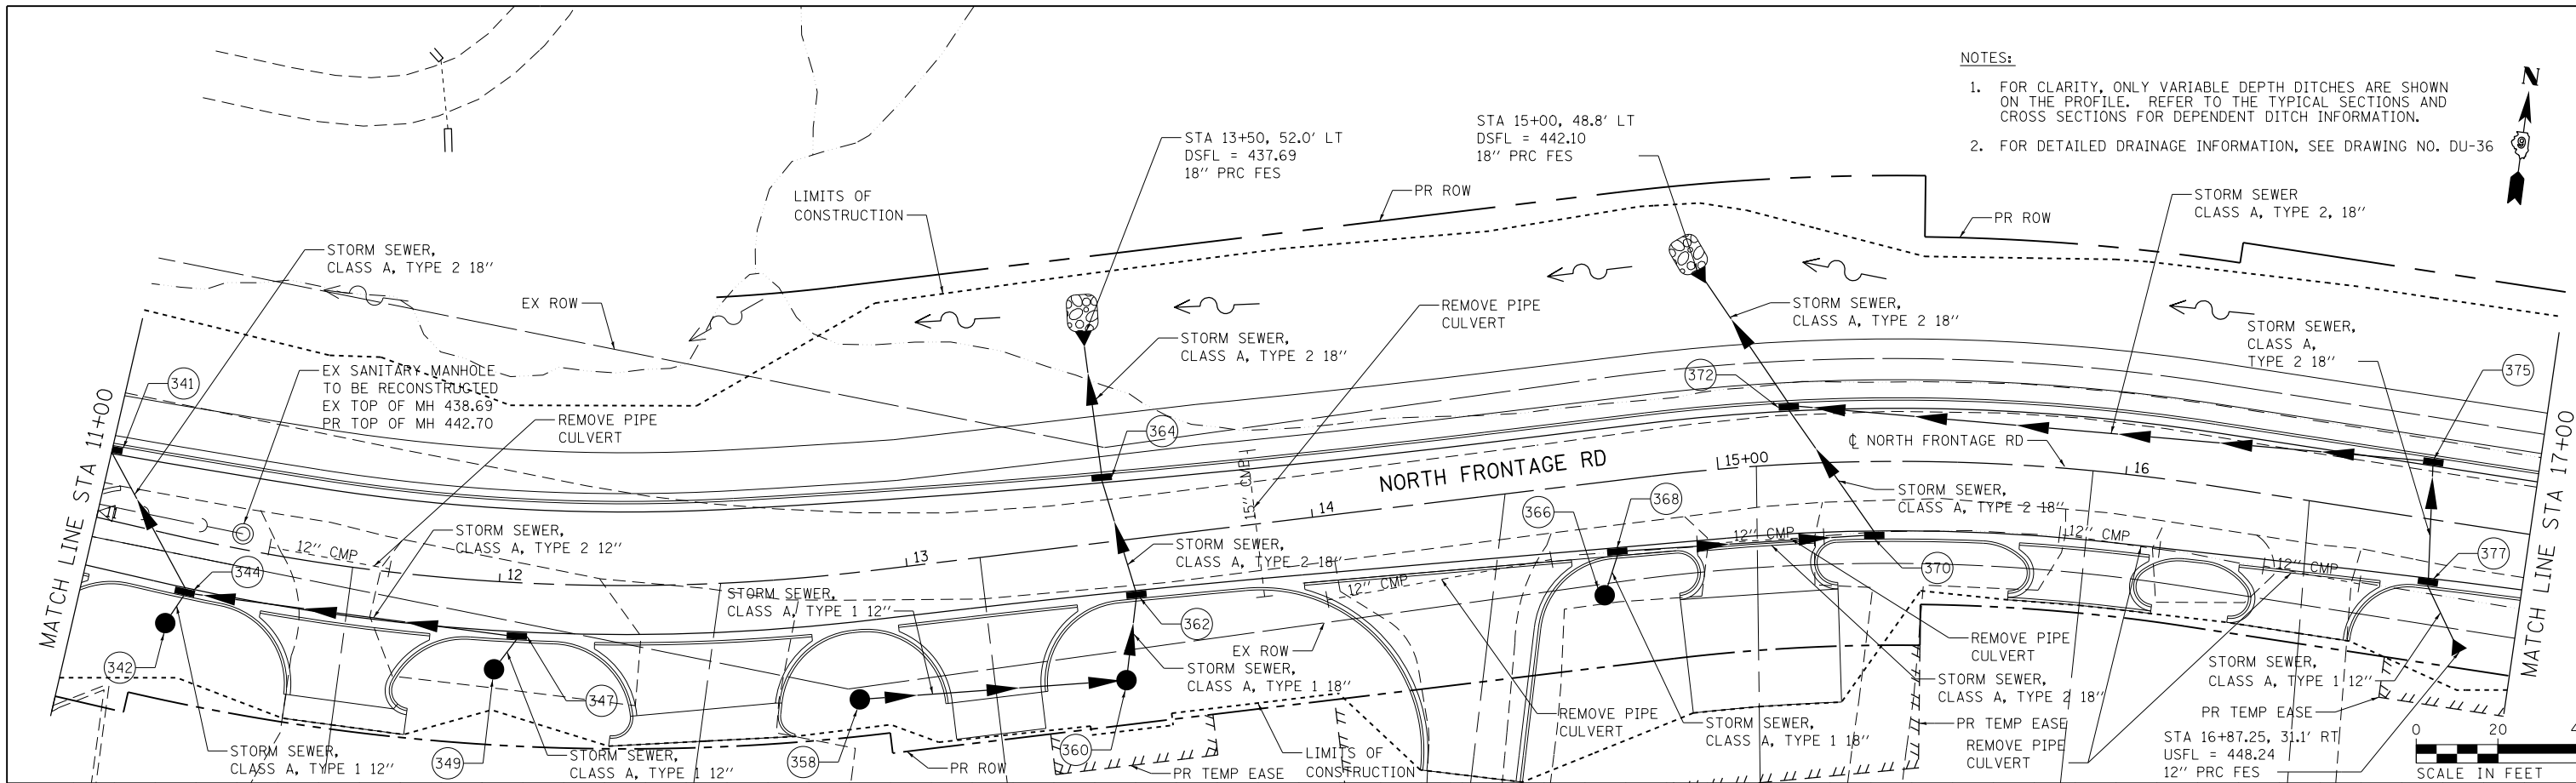 NOTES:
1. FOR CLARITY, ONLY VARIABLE DEPTH DITCHES ARE SHOWN
ON THE PROFILE. REFER TO THE TYPICAL SECTIONS AND
CROSS SECTIONS FOR DEPENDENT DITCH INFORMATION.
2. FOR DETAILED DRAINAGE INFORMATION, SEE DRAWING NO. DU-36
N
STA 13+50, 52.0' LT
DSFL = 437.69
18" PRC FES
STA 15+00, 48.8' LT
DSFL = 442.10
18" PRC FES
LIMITS OF
CONSTRUCTION
PR ROW
PR ROW
STORM SEWER
CLASS A, TYPE 2, 18"
STORM SEWER,
CLASS A, TYPE 2 18"
EX ROW
REMOVE PIPE
CULVERT
STORM SEWER,
CLASS A, TYPE 2 18"
STORM SEWER,
CLASS A, TYPE 2 18"
STORM SEWER,
CLASS A,
TYPE 2 18"
EX SANITARY MANHOLE
TO BE RECONSTRUCTED
EX TOP OF MH 438.69
PR TOP OF MH 442.70
REMOVE PIPE
CULVERT
341
364
372
375
MATCH LINE STA 11+00
MATCH LINE STA 17+00
℄ NORTH FRONTAGE RD
NORTH FRONTAGE RD
15+00
16
14
13
12
11
15" CMP
12" CMP
12" CMP
12" CMP
12" CMP
12" CMP
STORM SEWER,
CLASS A, TYPE 2 12"
STORM SEWER,
CLASS A, TYPE 2 18"
STORM SEWER,
CLASS A, TYPE 2 18"
366
368
370
377
344
342
347
349
358
360
362
STORM SEWER,
CLASS A, TYPE 1 12"
EX ROW
STORM SEWER,
CLASS A, TYPE 1 18"
REMOVE PIPE
CULVERT
STORM SEWER,
CLASS A, TYPE 2 18"
STORM SEWER,
CLASS A, TYPE 1 12"
REMOVE PIPE
CULVERT
STORM SEWER,
CLASS A, TYPE 1 18"
PR TEMP EASE
REMOVE PIPE
CULVERT
PR TEMP EASE
STA 16+87.25, 31.1' RT
USFL = 448.24
12" PRC FES
STORM SEWER,
CLASS A, TYPE 1 12"
STORM SEWER,
CLASS A, TYPE 1 12"
PR ROW
PR TEMP EASE
LIMITS OF
CONSTRUCTION
0 20 4
SCALE IN FEET